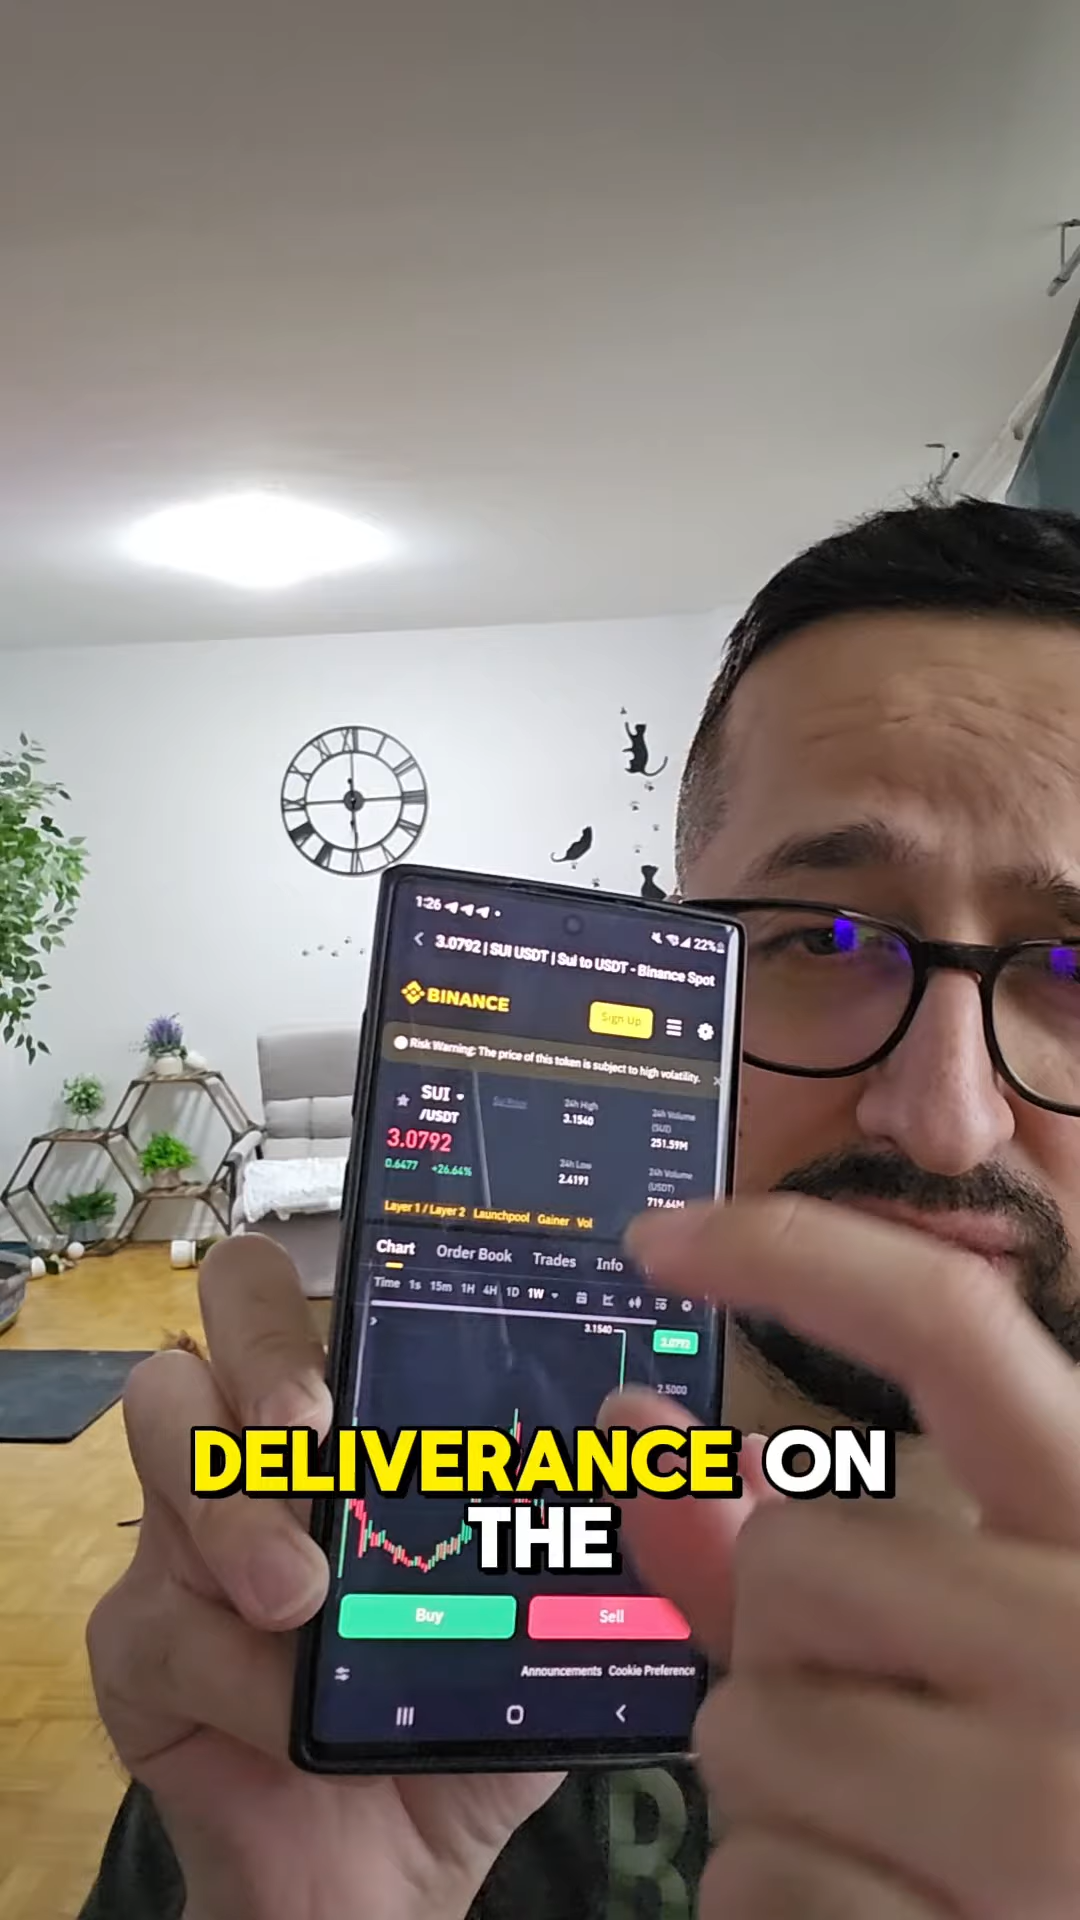 1:26
22%
3.0792 | SUI USDT | Sui to USDT - Binance Spot
BINANCE
Sign Up
Risk Warning: The price of this token is subject to high volatility.
SUI
/USDT
3.0792
0.6477 +26.64%
24h High
3.1540
24h Volume
(SUI)
251.59M
24h Low
2.4191
24h Volume
(USDT)
719.64M
Layer 1 / Layer 2 Launchpool Gainer Vol
Chart Order Book Trades Info
Time 1s 15m 1H 4H 1D 1W
3.1540
3.0792
2.5000
DELIVERANCE ON
THE
Buy Sell
Announcements Cookie Preference